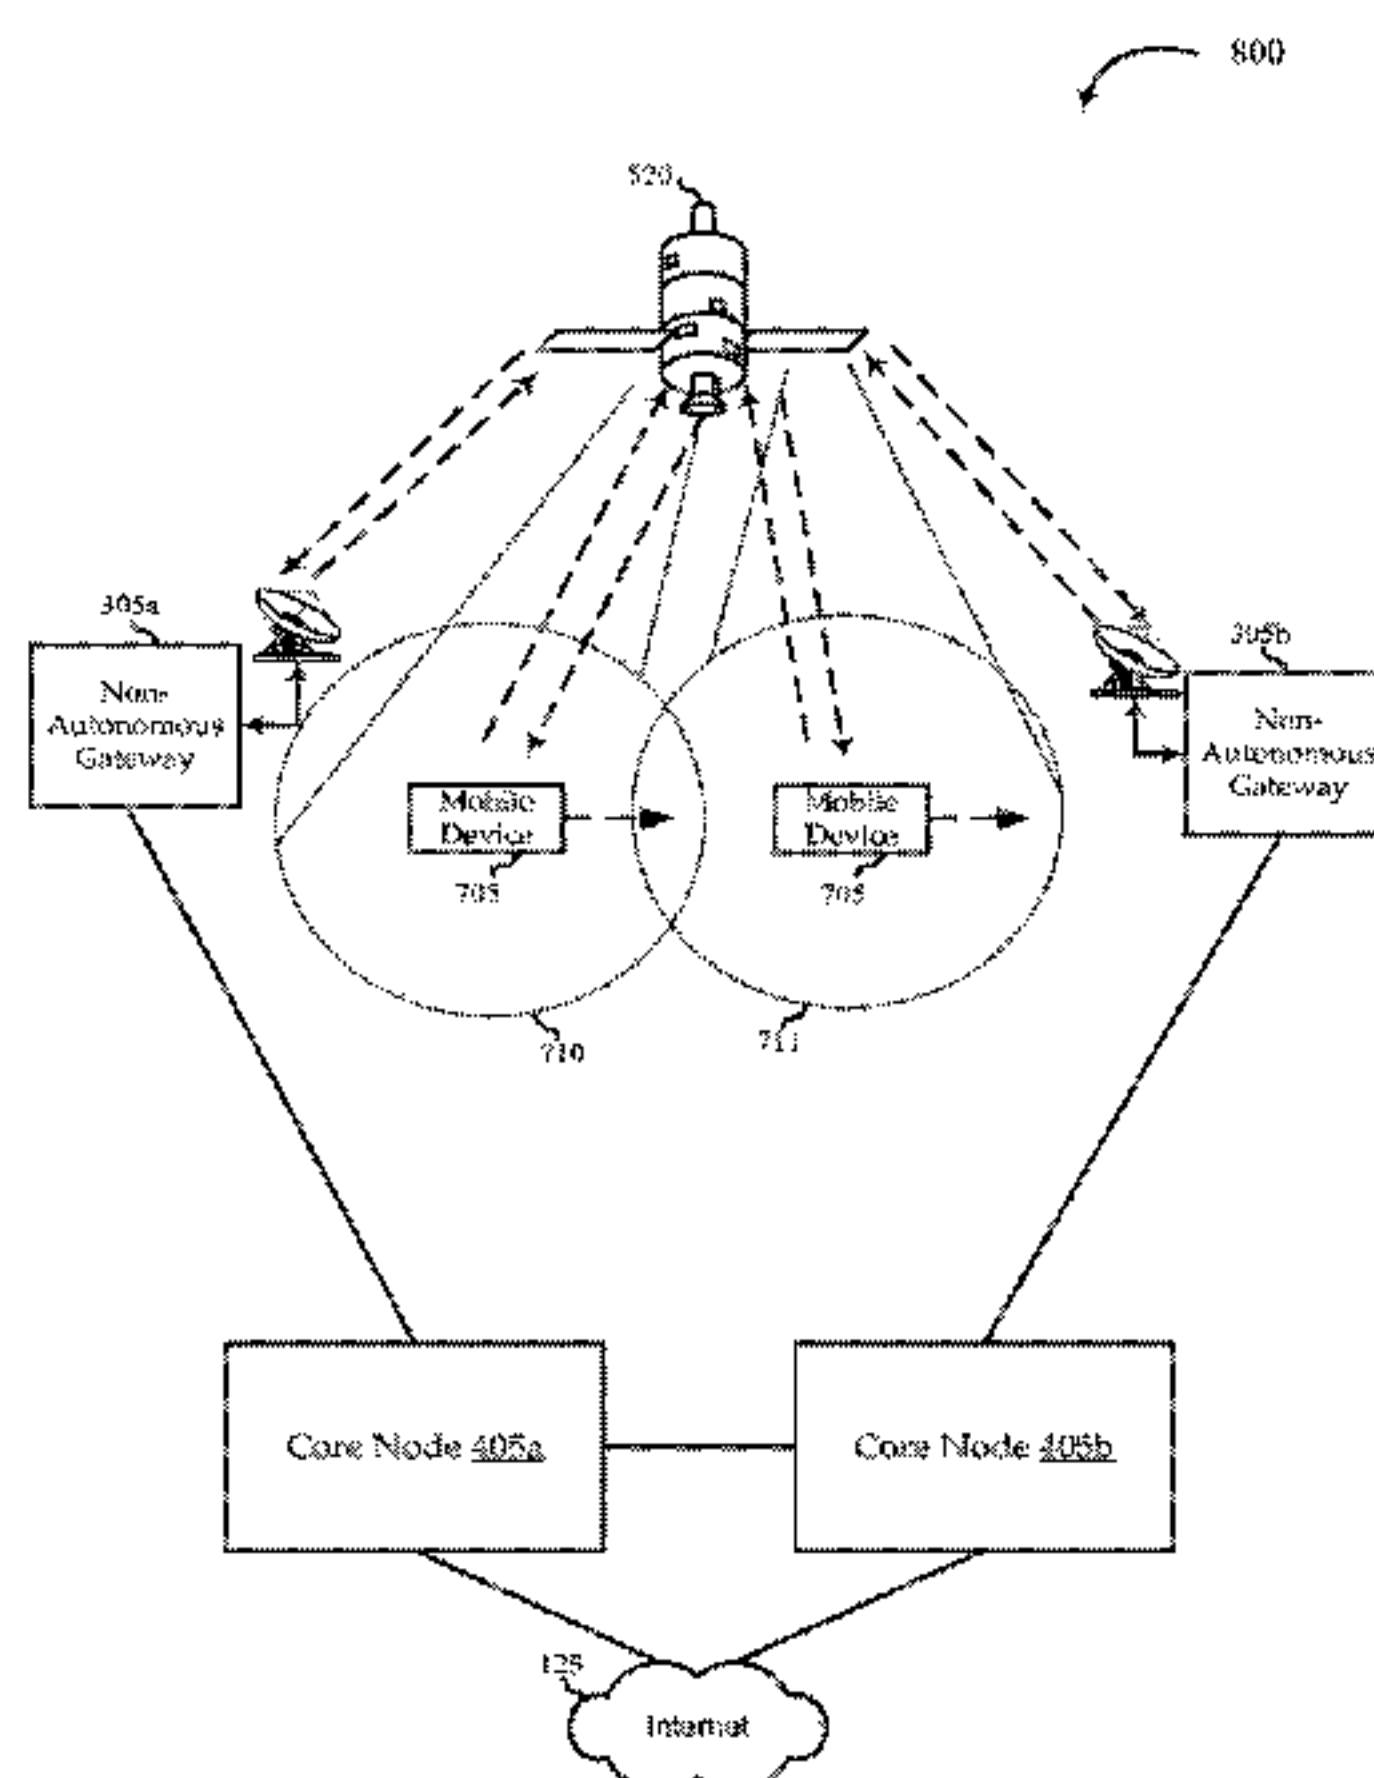 800
520
305a
Non-
Autonomous
Gateway
305b
Non-
Autonomous
Gateway
Mobile
Device
705
Mobile
Device
705
710
711
Core Node 405a
Core Node 405b
125
Internet